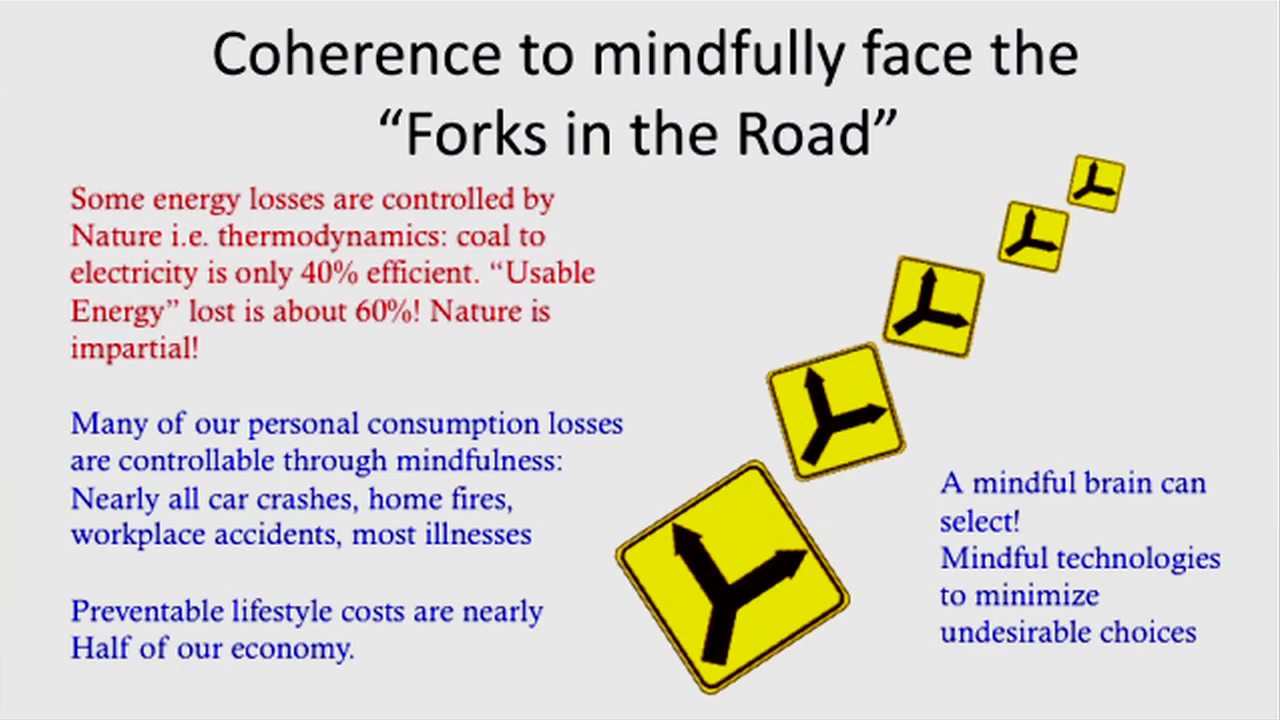 Coherence to mindfully face the
“Forks in the Road”
Some energy losses are controlled by
Nature i.e. thermodynamics: coal to
electricity is only 40% efficient. “Usable
Energy” lost is about 60%! Nature is
impartial!
Many of our personal consumption losses
are controllable through mindfulness:
Nearly all car crashes, home fires,
workplace accidents, most illnesses
Preventable lifestyle costs are nearly
Half of our economy.
A mindful brain can
select!
Mindful technologies
to minimize
undesirable choices